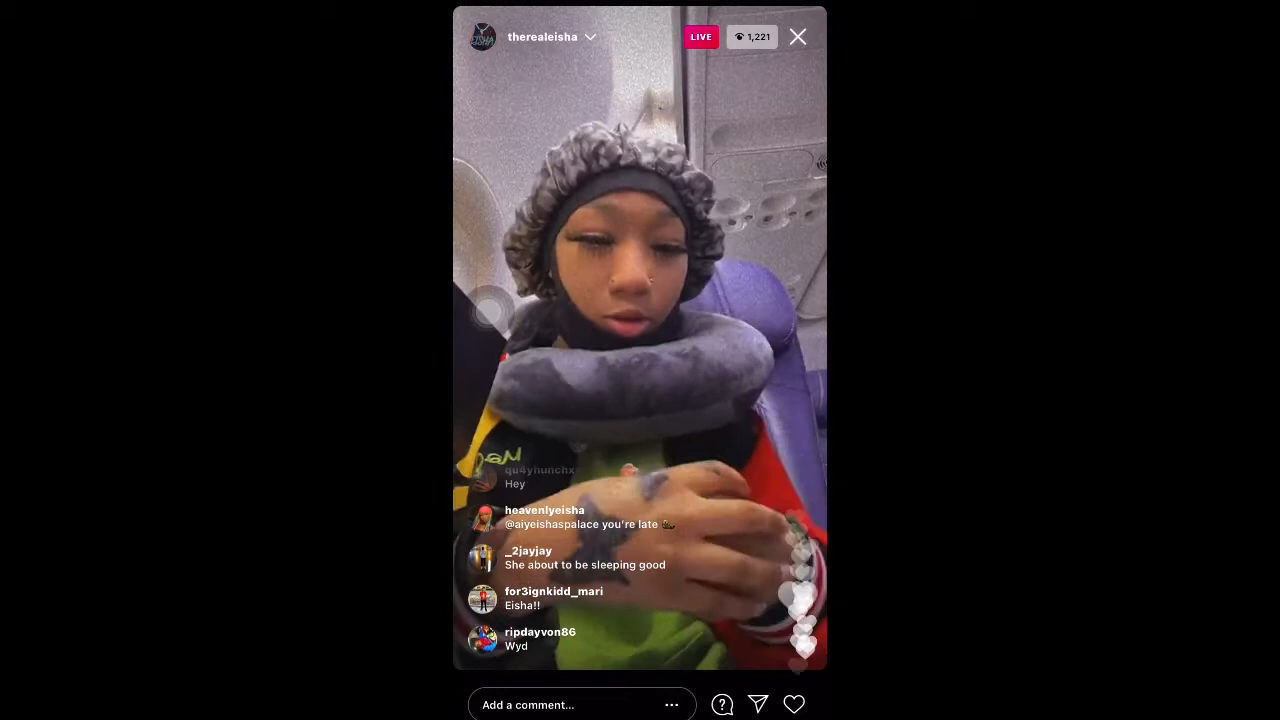 therealeisha
LIVE
1,221
qu4yhunchx
Hey
heavenlyeisha
@aiyeishaspalace you're late
_2jayjay
She about to be sleeping good
for3ignkidd_mari
Eisha!!
ripdayvon86
Wyd
Add a comment...